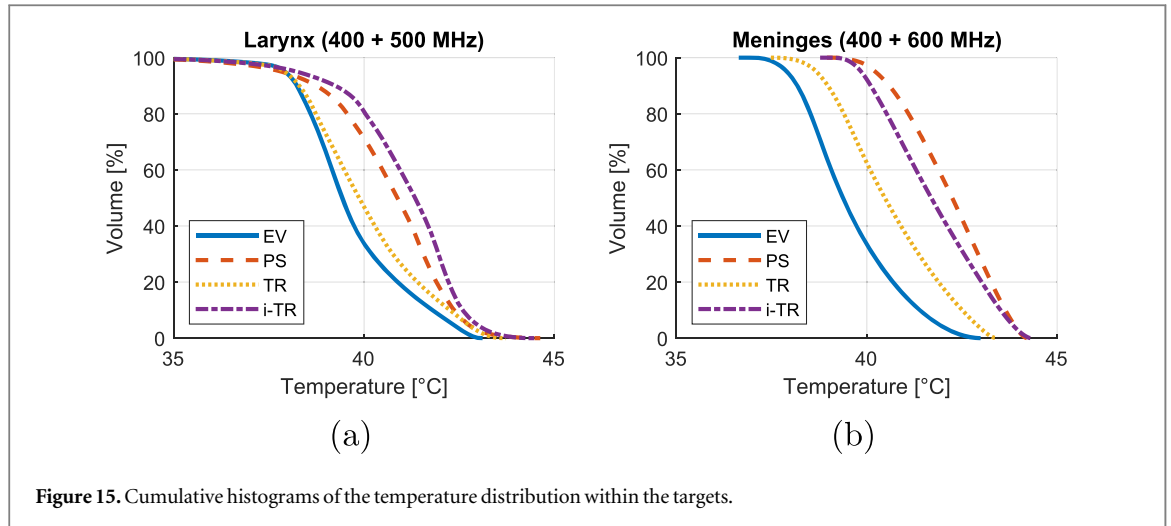 Larynx (400 + 500 MHz)
100
80
60
40
20
0
Volume [%]
EV
PS
TR
i-TR
35
40
45
Temperature [°C]
(a)
Meninges (400 + 600 MHz)
100
80
60
40
20
0
Volume [%]
EV
PS
TR
i-TR
35
40
45
Temperature [°C]
(b)
Figure 15. Cumulative histograms of the temperature distribution within the targets.